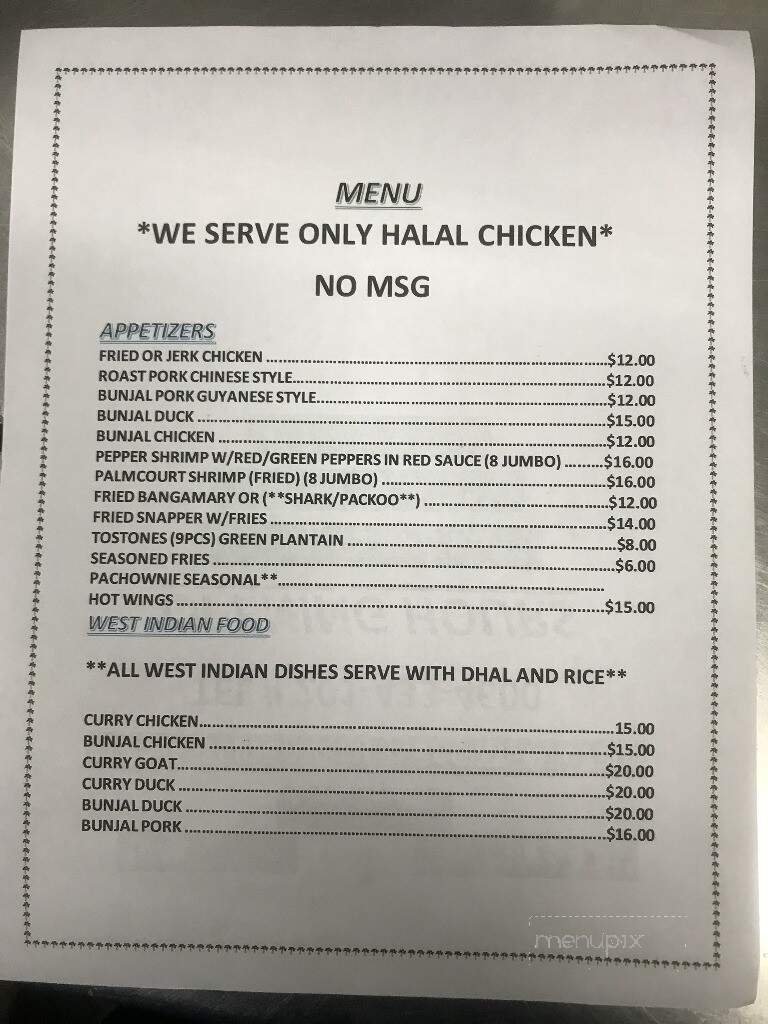 MENU
*WE SERVE ONLY HALAL CHICKEN*
NO MSG
APPETIZERS
FRIED OR JERK CHICKEN ........ $12.00
ROAST PORK CHINESE STYLE ........ $12.00
BUNJAL PORK GUYANESE STYLE ........ $12.00
BUNJAL DUCK ........ $15.00
BUNJAL CHICKEN ........ $12.00
PEPPER SHRIMP W/RED/GREEN PEPPERS IN RED SAUCE (8 JUMBO) ........ $16.00
PALMCOURT SHRIMP (FRIED) (8 JUMBO) ........ $16.00
FRIED BANGAMARY OR (**SHARK/PACKOO**) ........ $12.00
FRIED SNAPPER W/FRIES ........ $14.00
TOSTONES (9PCS) GREEN PLANTAIN ........ $8.00
SEASONED FRIES ........ $6.00
PACHOWNIE SEASONAL** ........
HOT WINGS ........ $15.00
WEST INDIAN FOOD
**ALL WEST INDIAN DISHES SERVE WITH DHAL AND RICE**
CURRY CHICKEN ........ 15.00
BUNJAL CHICKEN ........ $15.00
CURRY GOAT ........ $20.00
CURRY DUCK ........ $20.00
BUNJAL DUCK ........ $20.00
BUNJAL PORK ........ $16.00
menupix